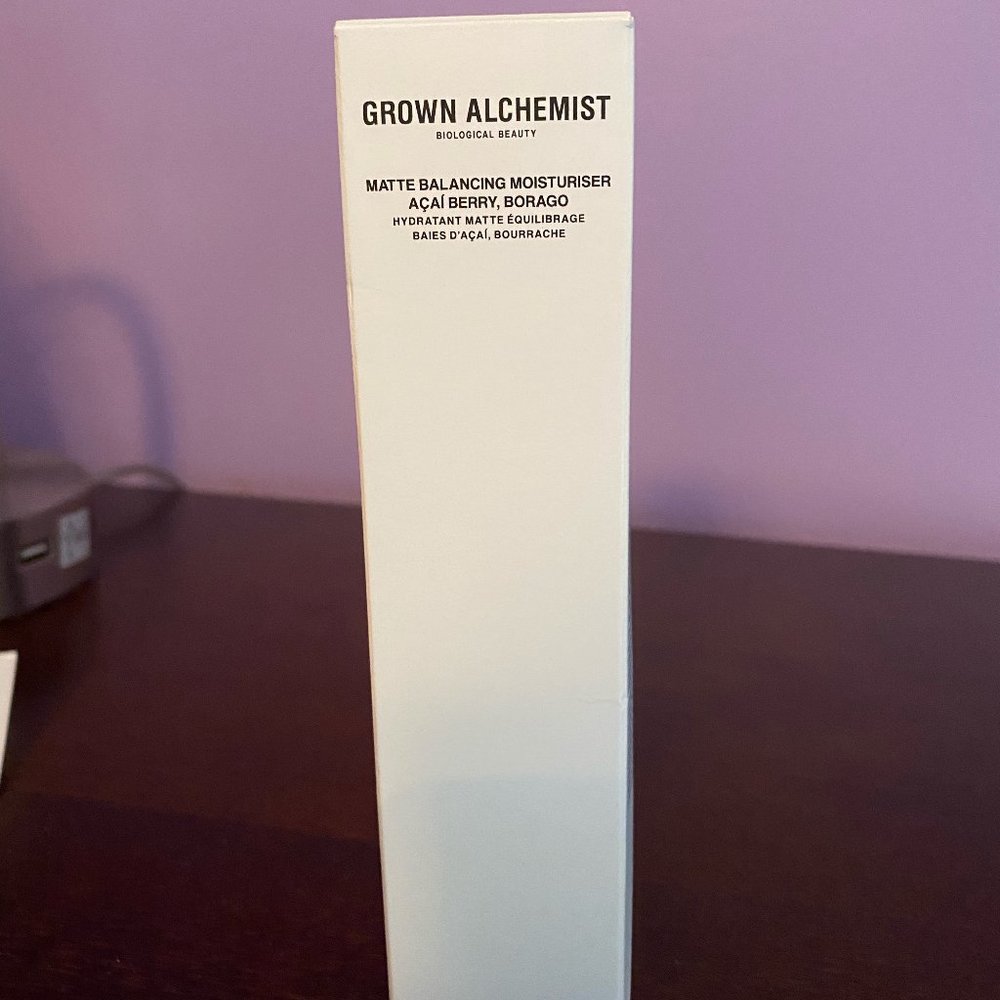 GROWN ALCHEMIST
BIOLOGICAL BEAUTY
MATTE BALANCING MOISTURISER
AÇAÍ BERRY, BORAGO
HYDRATANT MATTE ÉQUILIBRAGE
BAIES D'AÇAÍ, BOURRACHE